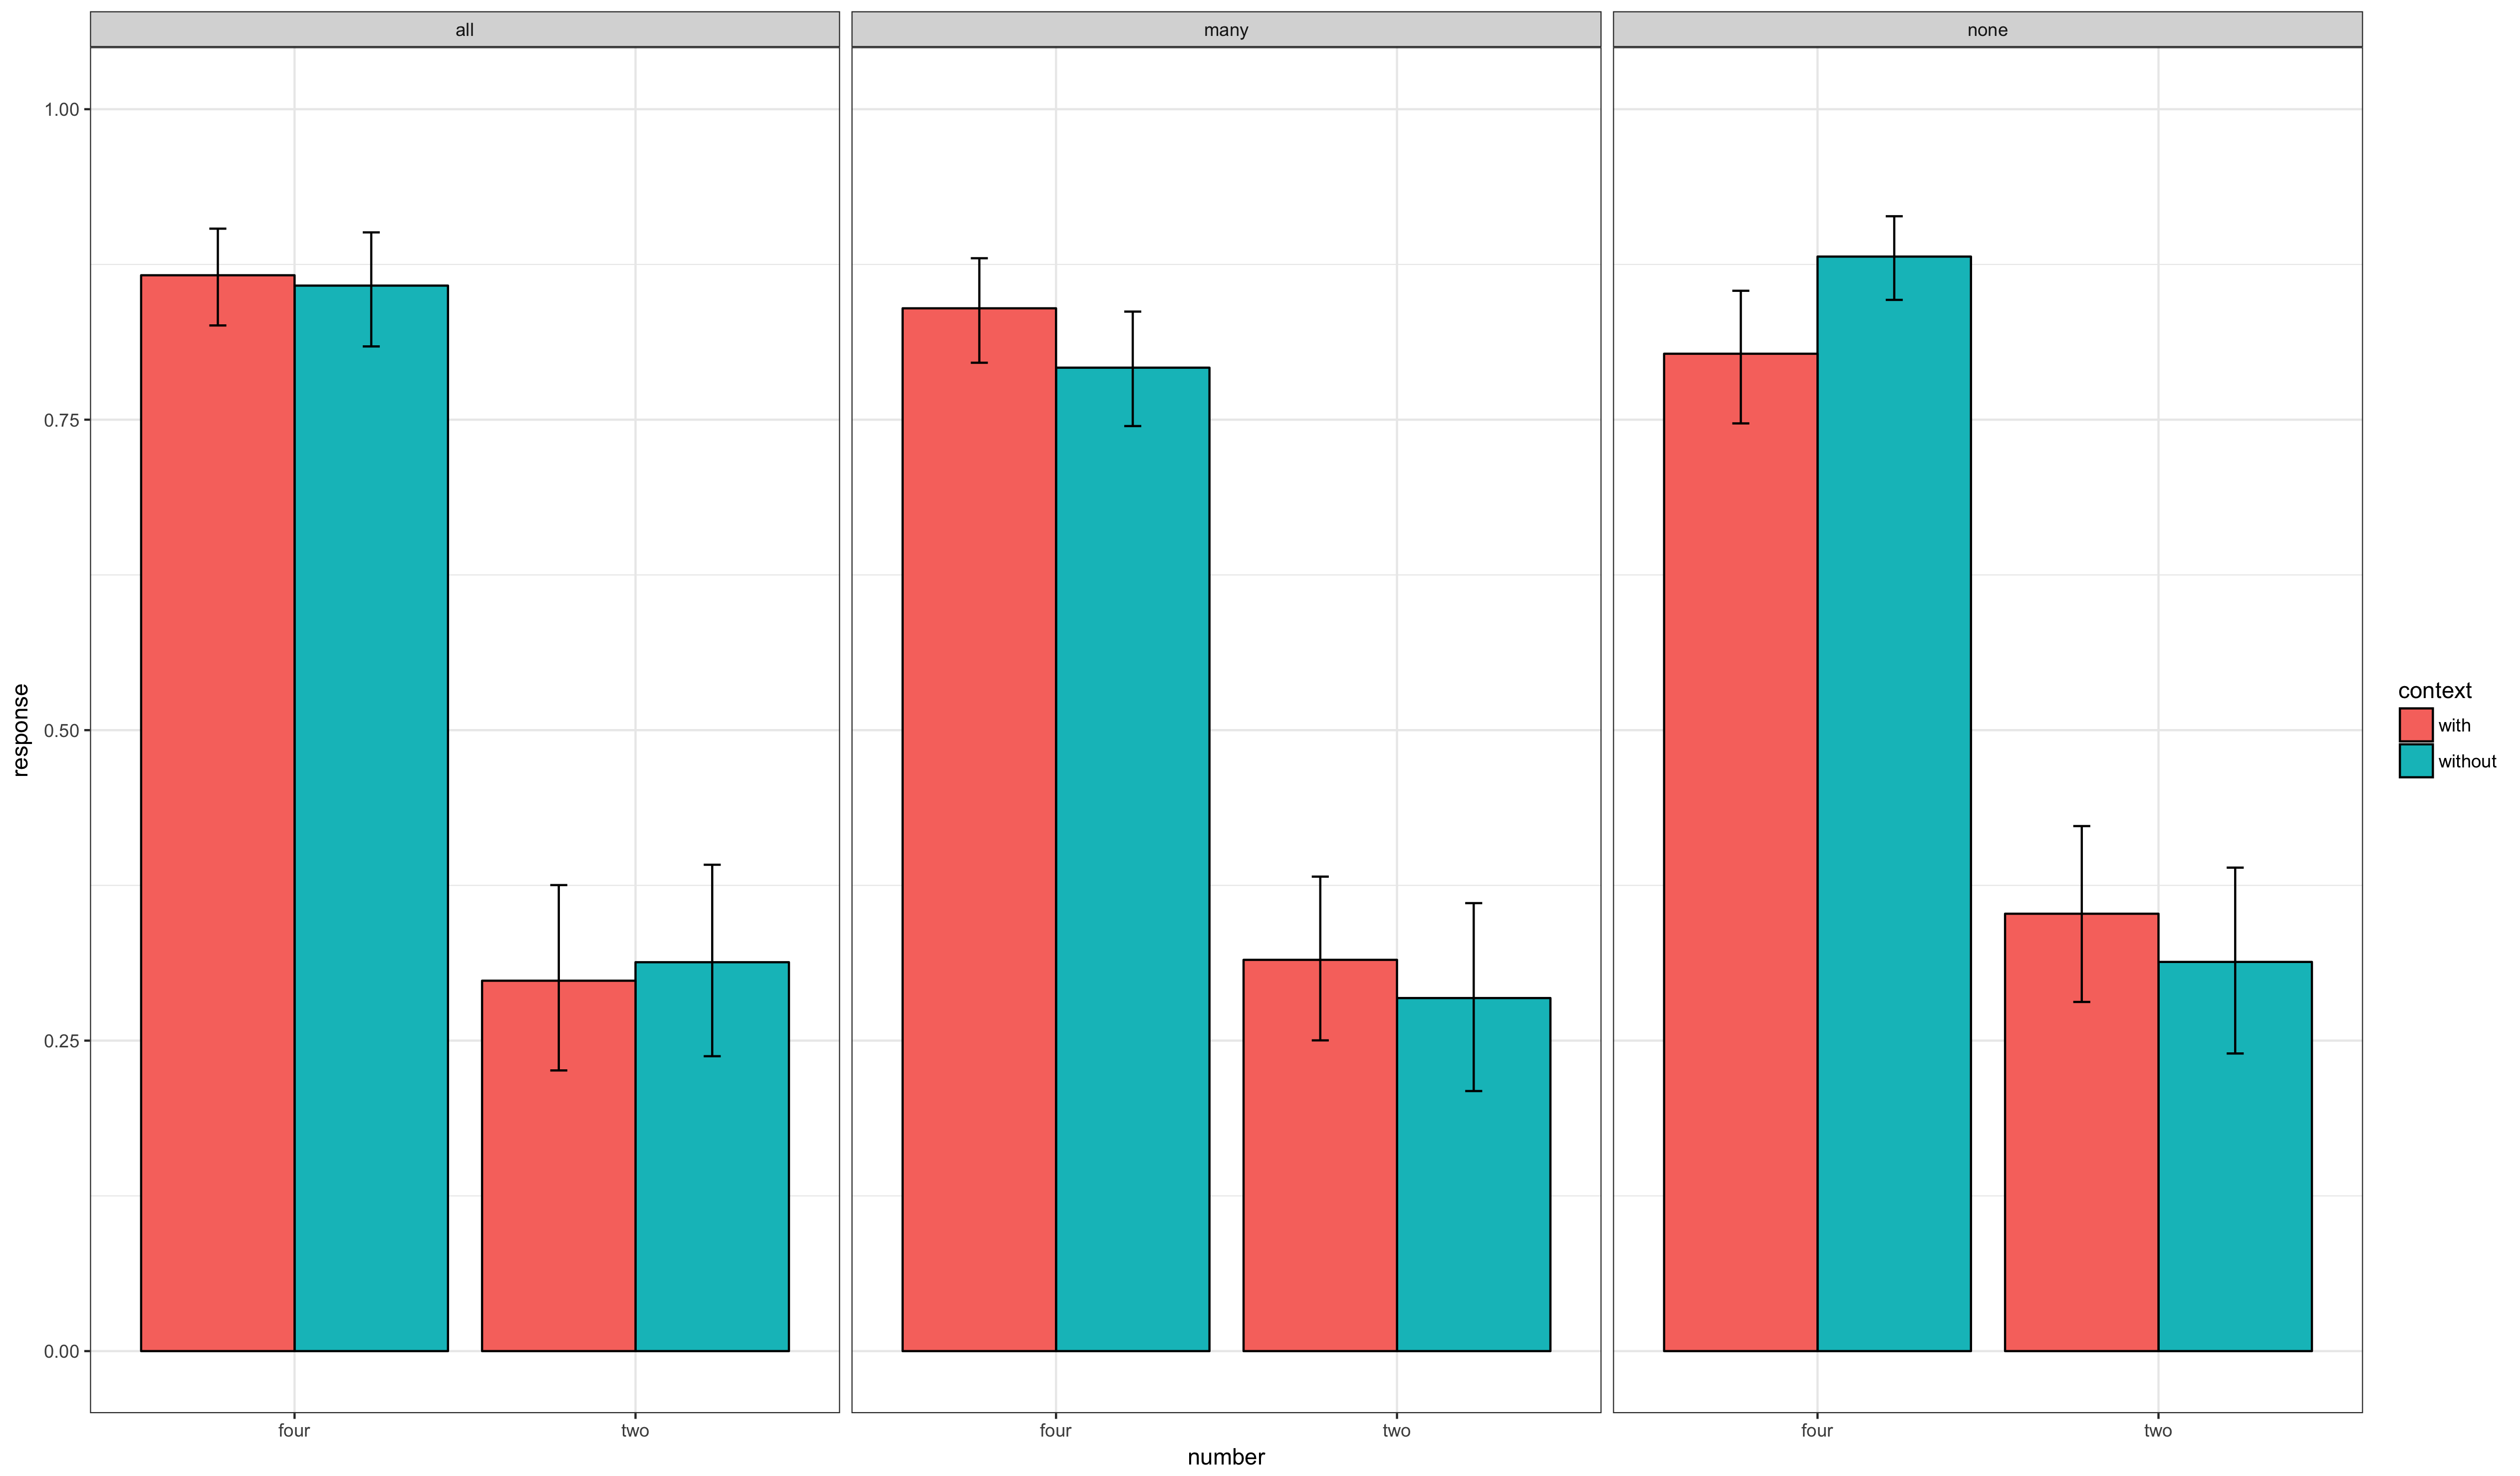 all
many
none
1.00
0.75
0.50
0.25
0.00
response
four
two
four
two
four
two
number
context
with
without